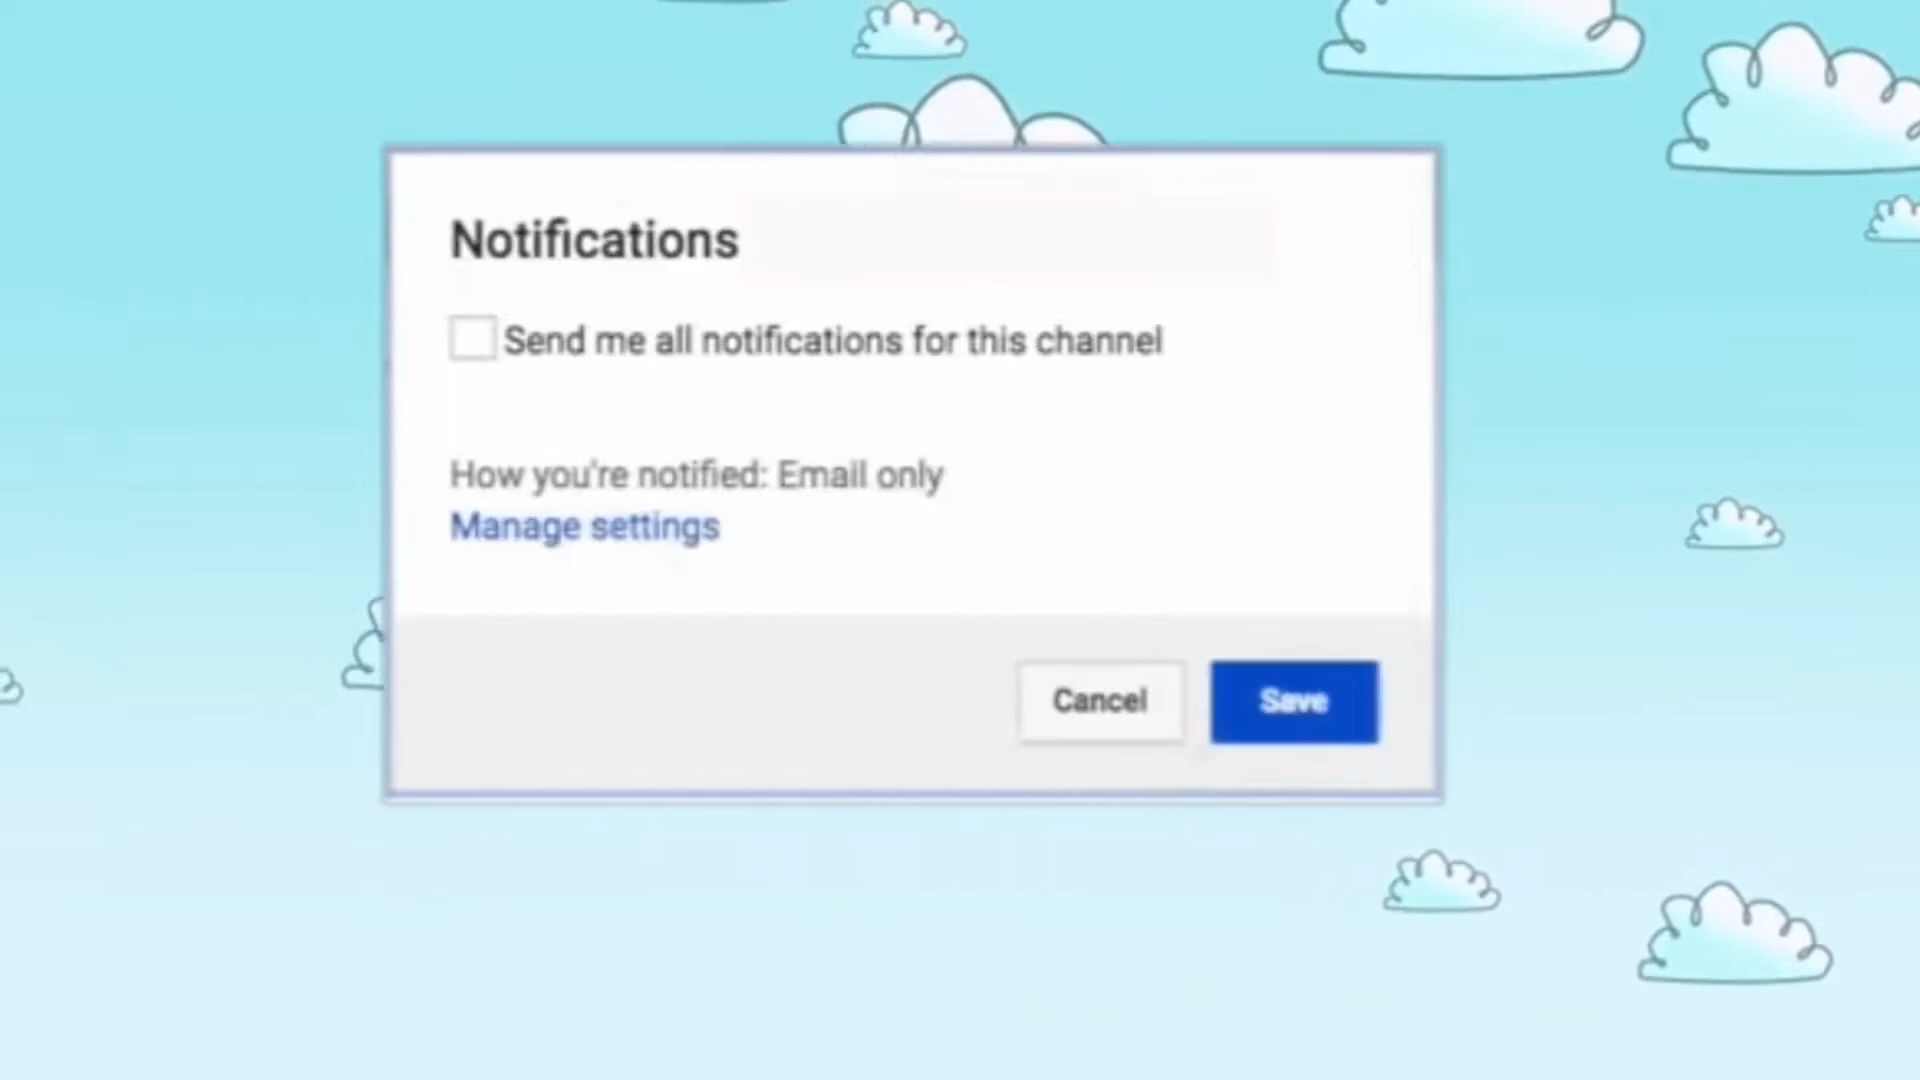 Notifications
Send me all notifications for this channel
How you're notified: Email only
Manage settings
Cancel
Save